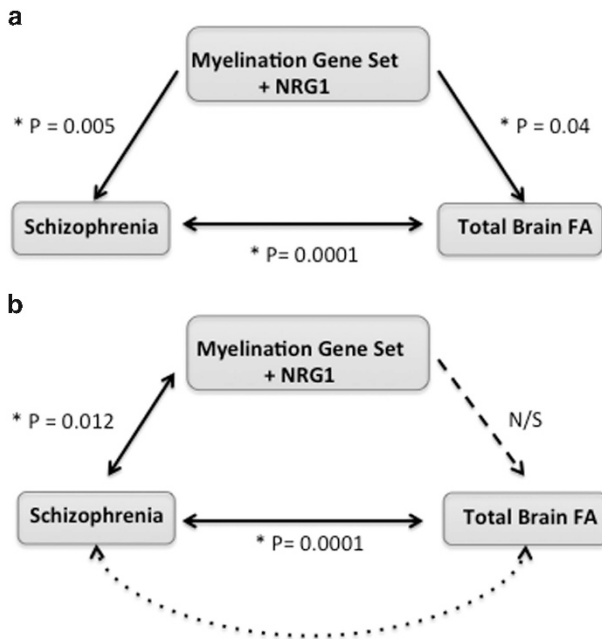 a
Myelination Gene Set
+ NRG1
* P = 0.005
* P = 0.04
Schizophrenia
Total Brain FA
* P= 0.0001
b
Myelination Gene Set
+ NRG1
* P = 0.012
N/S
Schizophrenia
Total Brain FA
* P= 0.0001